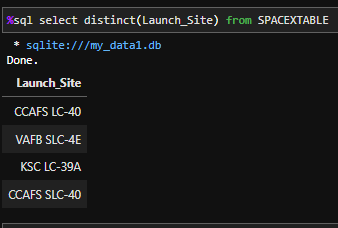 %sql select distinct(Launch_Site) from SPACEXTABLE
* sqlite:///my_data1.db
Done.
Launch_Site
CCAFS LC-40
VAFB SLC-4E
KSC LC-39A
CCAFS SLC-40